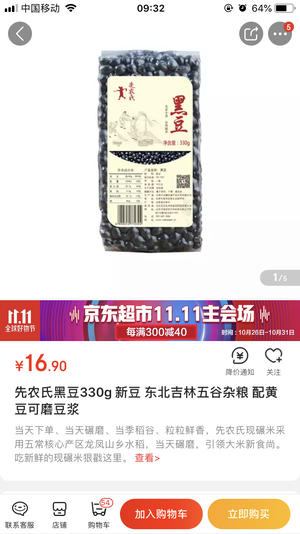 中国移动
09:32
64%
5
先农氏
黑豆
净含量：330g
1/5
11.11
全球好物节
京东超市11.11主会场
每满300减40
活动时间：10月26日-10月31日
¥16.90
降价通知
关注
先农氏黑豆330g 新豆 东北吉林五谷杂粮 配黄
豆可磨豆浆
当天下单、当天碾磨、当季稻谷、粒粒鲜香，先农氏现碾米采
用五常核心产区龙凤山乡水稻，当天碾磨，引领大米新食尚。
吃新鲜的现碾米狠戳这里。 查看>
联系客服
店铺
54
购物车
加入购物车
立即购买